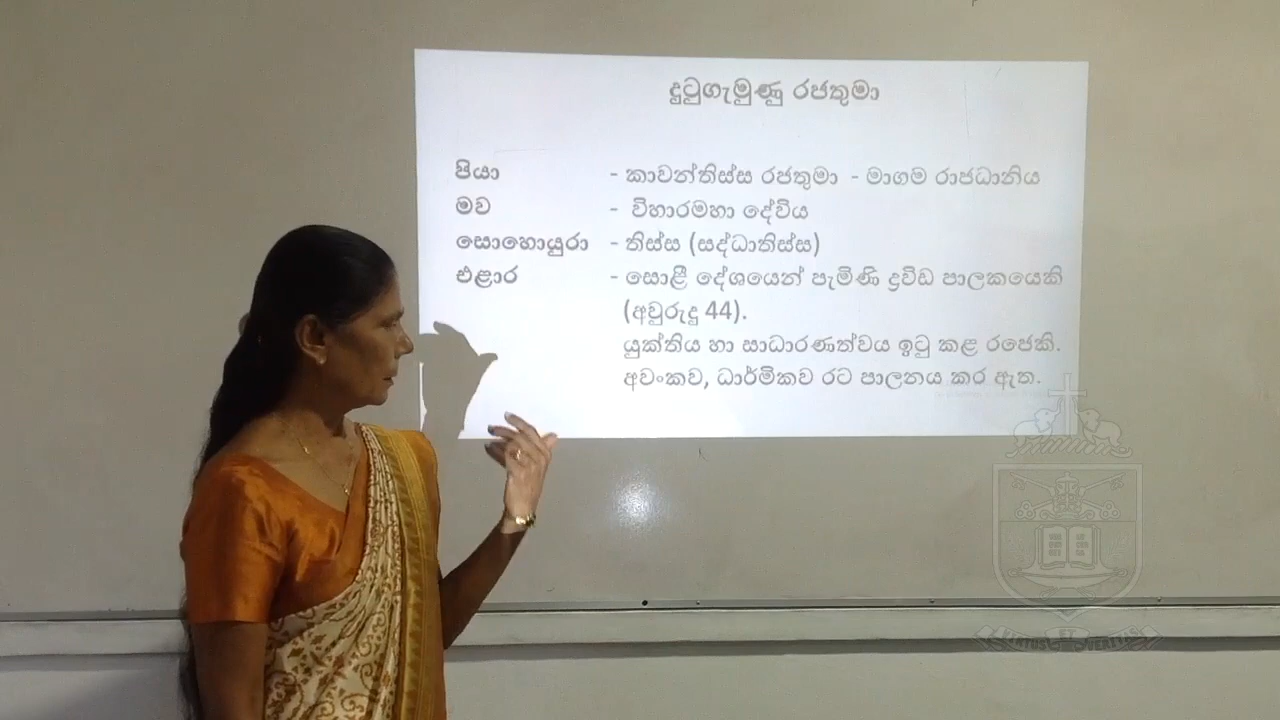 දුටුගැමුණු රජතුමා
පියා - කාවන්තිස්ස රජතුමා - මාගම රාජධානිය
මව - විහාරමහා දේවිය
සොහොයුරා - තිස්ස (සද්ධාතිස්ස)
එළාර - සොළී දේශයෙන් පැමිණි ද්‍රවිඩ පාලකයෙකි
(අවුරුදු 44).
යුක්තිය හා සාධාරණත්වය ඉටු කළ රජෙකි.
අවංකව, ධාර්මිකව රට පාලනය කර ඇත.